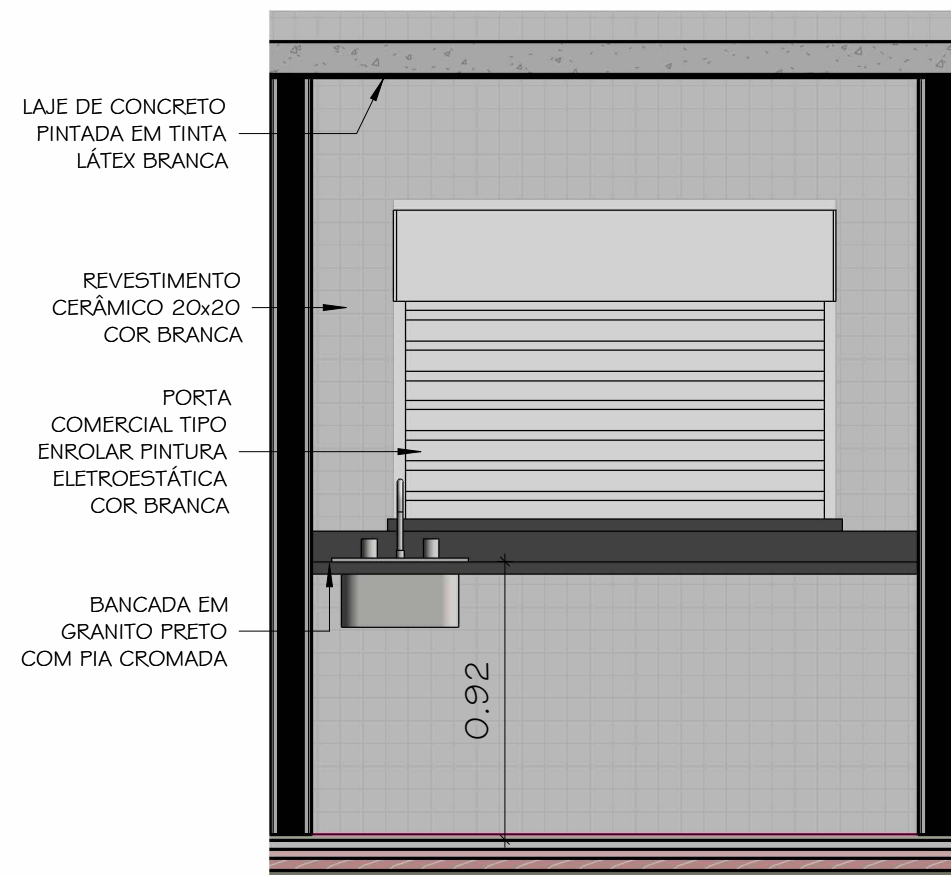 LAJE DE CONCRETO
PINTADA EM TINTA
LÁTEX BRANCA
REVESTIMENTO
CERÂMICO 20x20
COR BRANCA
PORTA
COMERCIAL TIPO
ENROLAR PINTURA
ELETROESTÁTICA
COR BRANCA
BANCADA EM
GRANITO PRETO
COM PIA CROMADA
0.92